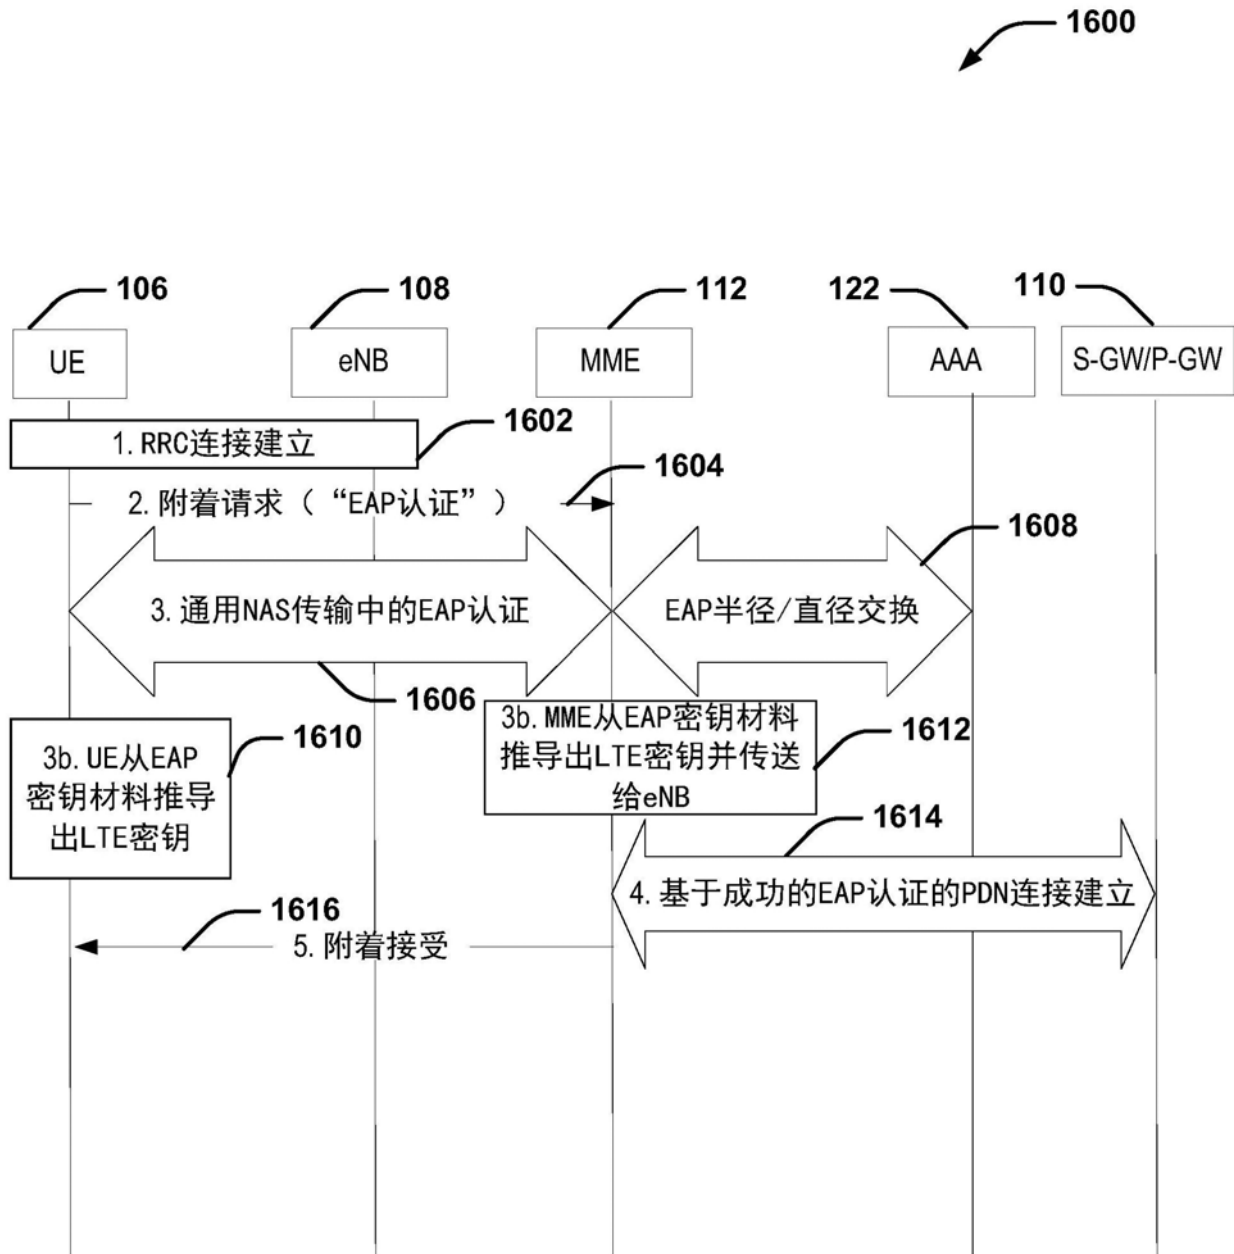 1600
106
108
112
122
110
UE
eNB
MME
AAA
S-GW/P-GW
1602
1. RRC连接建立
1604
2. 附着请求（“EAP认证”）
1608
3. 通用NAS传输中的EAP认证
EAP半径/直径交换
1606
1610
3b. UE从EAP
密钥材料推导
出LTE密钥
3b. MME从EAP密钥材料
推导出LTE密钥并传送
给eNB
1612
1614
4. 基于成功的EAP认证的PDN连接建立
1616
5. 附着接受